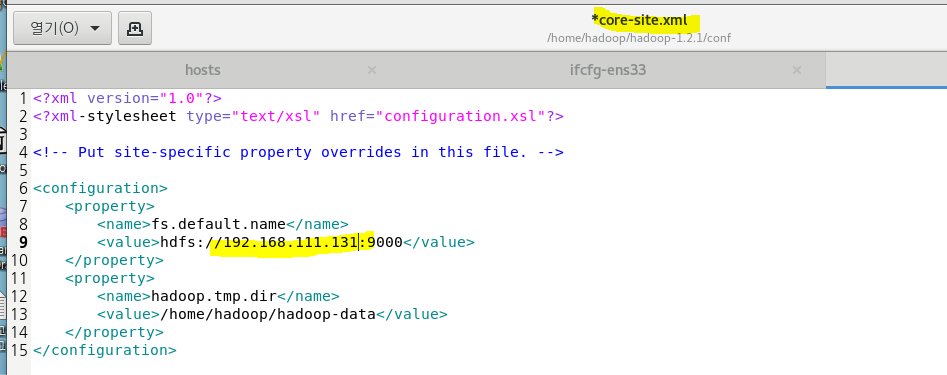 열기(O)
*core-site.xml
/home/hadoop/hadoop-1.2.1/conf
hosts × ifcfg-ens33 ×
1 <?xml version="1.0"?>
2 <?xml-stylesheet type="text/xsl" href="configuration.xsl"?>
3
4 <!-- Put site-specific property overrides in this file. -->
5
6 <configuration>
7 <property>
8 <name>fs.default.name</name>
9 <value>hdfs://192.168.111.131:9000</value>
10 </property>
11 <property>
12 <name>hadoop.tmp.dir</name>
13 <value>/home/hadoop/hadoop-data</value>
14 </property>
15 </configuration>